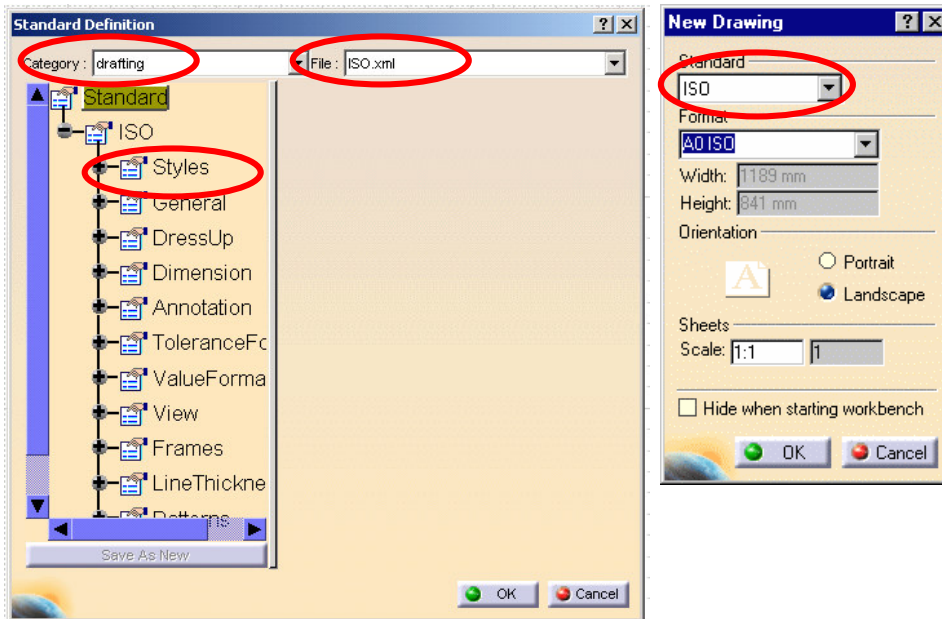 Standard Definition
Category : drafting File : ISO.xml
Standard
ISO
Styles
General
DressUp
Dimension
Annotation
ToleranceFo
ValueForma
View
Frames
LineThickne
Patterns
Save As New
OK Cancel
New Drawing
Standard
ISO
Format
A0 ISO
Width: 1189 mm
Height: 841 mm
Orientation
A
Portrait
Landscape
Sheets
Scale: 1:1 1
Hide when starting workbench
OK Cancel